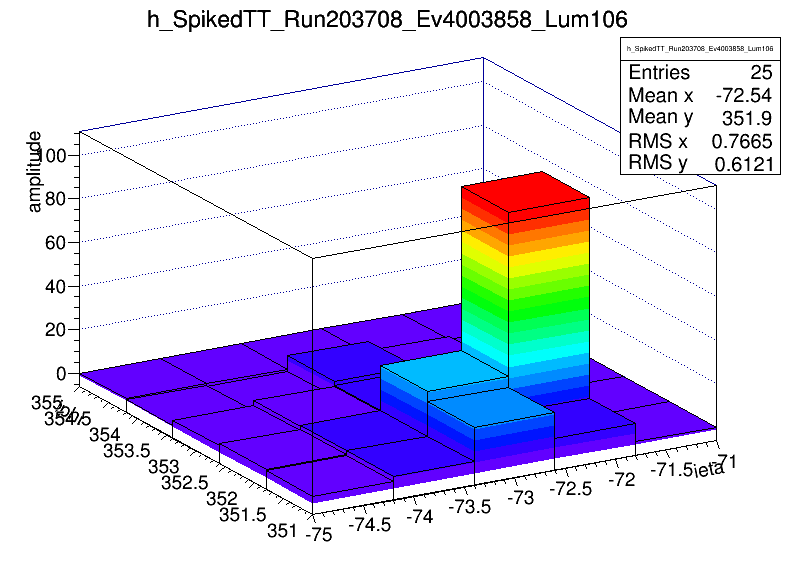 h_SpikedTT_Run203708_Ev4003858_Lum106
h_SpikedTT_Run203708_Ev4003858_Lum106
Entries 25
Mean x -72.54
Mean y 351.9
RMS x 0.7665
RMS y 0.6121
amplitude
100
80
60
40
20
0
355
354.5
354
353.5
353
352.5
352
351.5
351
-75
-74.5
-74
-73.5
-73
-72.5
-72
-71.5
-71
ieta